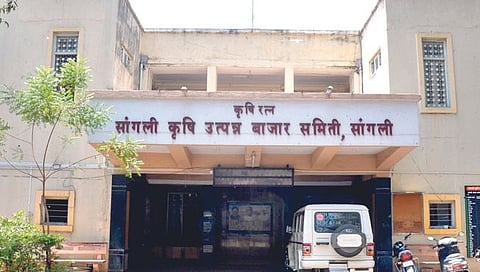 कृषि रत्न
सांगली कृषि उत्पन्न बाजार समिती, सांगली